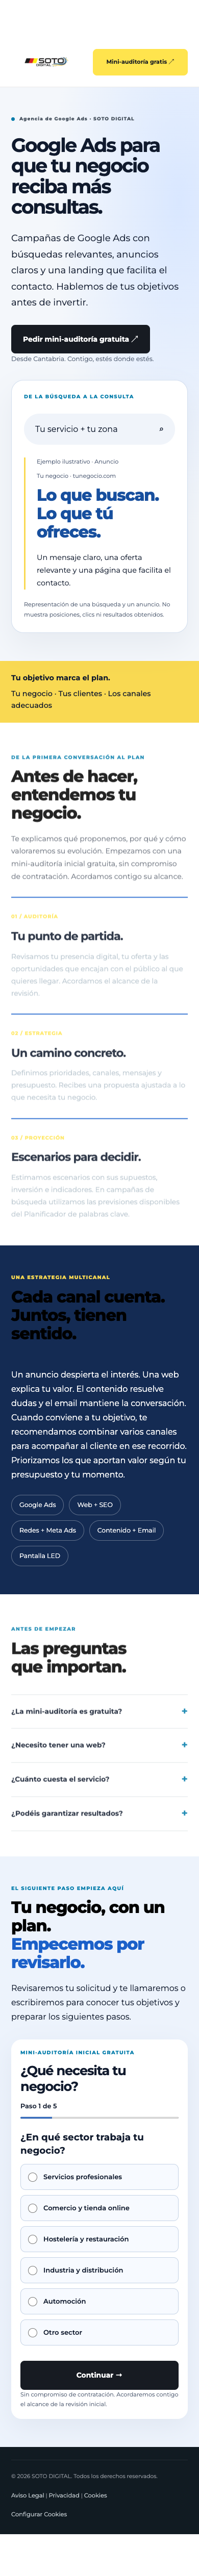 SOTO
DIGITAL
Mini-auditoría gratis ↗
Agencia de Google Ads · SOTO DIGITAL
Google Ads para
que tu negocio
reciba más
consultas.
Campañas de Google Ads con
búsquedas relevantes, anuncios
claros y una landing que facilita el
contacto. Hablemos de tus objetivos
antes de invertir.
Pedir mini-auditoría gratuita ↗
Desde Cantabria. Contigo, estés donde estés.
DE LA BÚSQUEDA A LA CONSULTA
Tu servicio + tu zona
Ejemplo ilustrativo · Anuncio
Tu negocio · tunegocio.com
Lo que buscan.
Lo que tú
ofreces.
Un mensaje claro, una oferta
relevante y una página que facilita el
contacto.
Representación de una búsqueda y un anuncio. No
muestra posiciones, clics ni resultados obtenidos.
Tu objetivo marca el plan.
Tu negocio · Tus clientes · Los canales
adecuados
DE LA PRIMERA CONVERSACIÓN AL PLAN
Antes de hacer,
entendemos tu
negocio.
Te explicamos qué proponemos, por qué y cómo
valoraremos su evolución. Empezamos con una
mini-auditoría inicial gratuita, sin compromiso
de contratación. Acordamos contigo su alcance.
01 / AUDITORÍA
Tu punto de partida.
Revisamos tu presencia digital, tu oferta y las
oportunidades que encajan con el público al que
quieres llegar. Acordamos el alcance de la
revisión.
02 / ESTRATEGIA
Un camino concreto.
Definimos prioridades, canales, mensajes y
presupuesto. Recibes una propuesta ajustada a lo
que necesita tu negocio.
03 / PROYECCIÓN
Escenarios para decidir.
Estimamos escenarios con sus supuestos,
inversión e indicadores. En campañas de
búsqueda utilizamos las previsiones disponibles
del Planificador de palabras clave.
UNA ESTRATEGIA MULTICANAL
Cada canal cuenta.
Juntos, tienen
sentido.
Un anuncio despierta el interés. Una web
explica tu valor. El contenido resuelve
dudas y el email mantiene la conversación.
Cuando conviene a tu objetivo, te
recomendamos combinar varios canales
para acompañar al cliente en ese recorrido.
Priorizamos los que aportan valor según tu
presupuesto y tu momento.
Google Ads
Web + SEO
Redes + Meta Ads
Contenido + Email
Pantalla LED
ANTES DE EMPEZAR
Las preguntas
que importan.
¿La mini-auditoría es gratuita? +
¿Necesito tener una web? +
¿Cuánto cuesta el servicio? +
¿Podéis garantizar resultados? +
EL SIGUIENTE PASO EMPIEZA AQUÍ
Tu negocio, con un
plan.
Empecemos por
revisarlo.
Revisaremos tu solicitud y te llamaremos o
escribiremos para conocer tus objetivos y
preparar los siguientes pasos.
MINI-AUDITORÍA INICIAL GRATUITA
¿Qué necesita tu
negocio?
Paso 1 de 5
¿En qué sector trabaja tu
negocio?
Servicios profesionales
Comercio y tienda online
Hostelería y restauración
Industria y distribución
Automoción
Otro sector
Continuar →
Sin compromiso de contratación. Acordaremos contigo
el alcance de la revisión inicial.
© 2026 SOTO DIGITAL. Todos los derechos reservados.
Aviso Legal | Privacidad | Cookies
Configurar Cookies